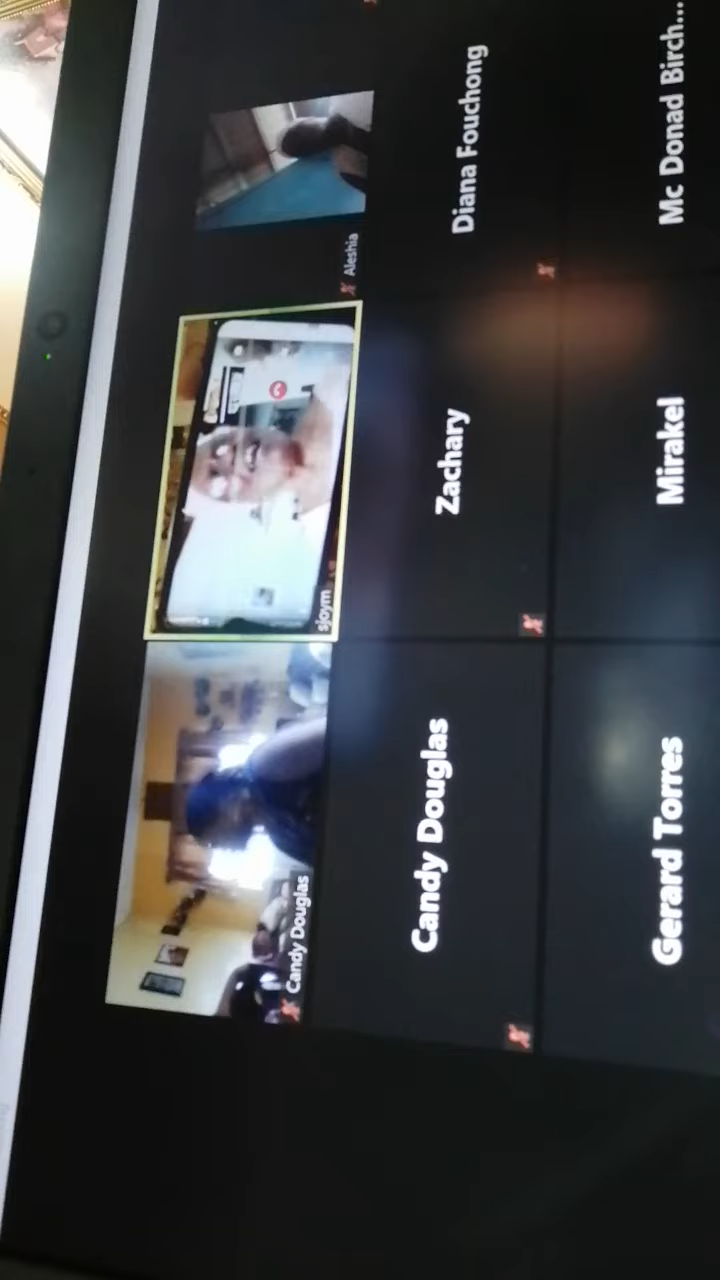 Candy Douglas
sjoym
Aleshia
Candy Douglas
Zachary
Diana Fouchong
Gerard Torres
Mirakel
Mc Donad Birch...